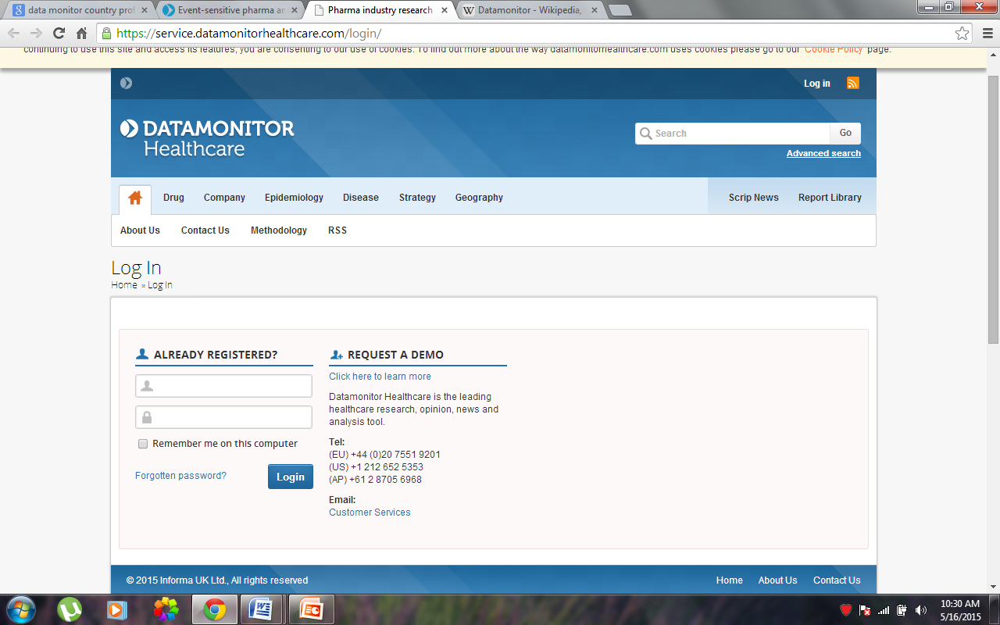 data monitor country prof
Event-sensitive pharma an
Pharma industry research
Datamonitor - Wikipedia,
https://service.datamonitorhealthcare.com/login/
continuing to use this site and access its features, you are consenting to our use of cookies. To find out more about the way datamonitorhealthcare.com uses cookies please go to our Cookie Policy page.
Log in
DATAMONITOR
Healthcare
Search
Go
Advanced search
Drug Company Epidemiology Disease Strategy Geography Scrip News Report Library
About Us Contact Us Methodology RSS
Log In
Home » Log In
ALREADY REGISTERED?
Remember me on this computer
Forgotten password?
Login
REQUEST A DEMO
Click here to learn more
Datamonitor Healthcare is the leading
healthcare research, opinion, news and
analysis tool.
Tel:
(EU) +44 (0)20 7551 9201
(US) +1 212 652 5353
(AP) +61 2 8705 6968
Email:
Customer Services
© 2015 Informa UK Ltd., All rights reserved
Home About Us Contact Us
10:30 AM
5/16/2015